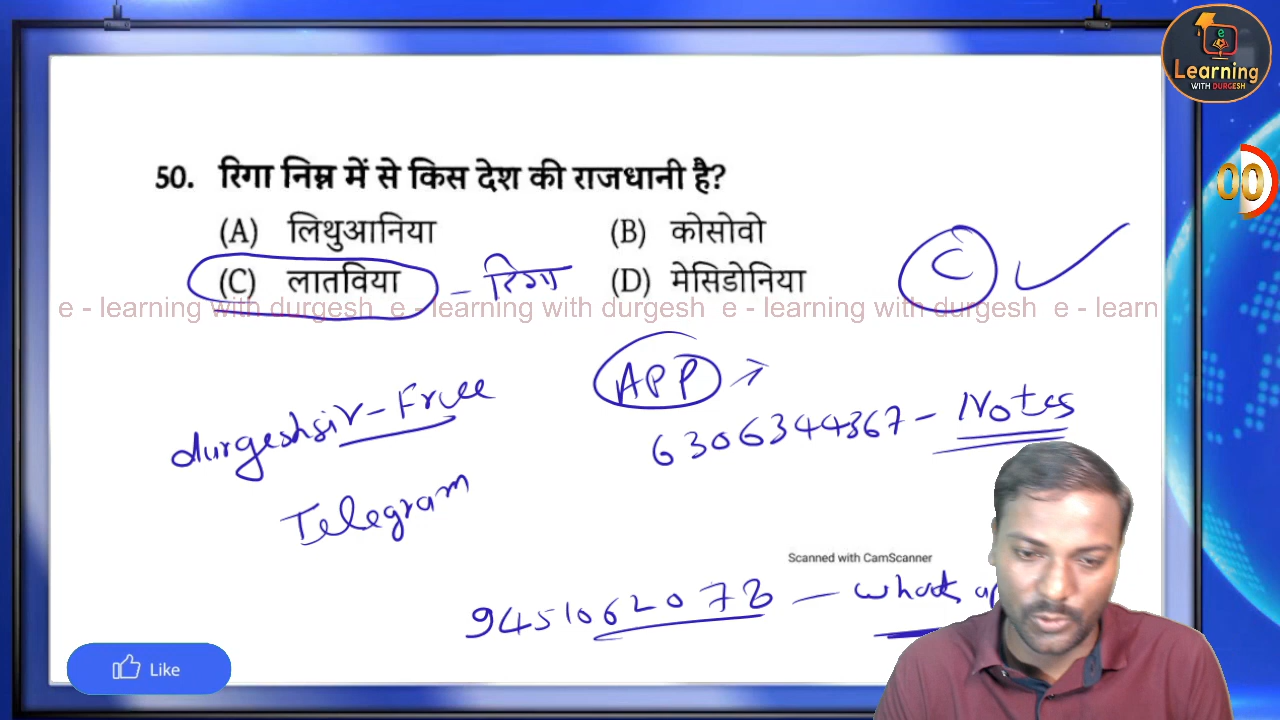 e
Learning
WITH DURGESH
00
50. रिगा निम्न में से किस देश की राजधानी है?
(A) लिथुआनिया (B) कोसोवो
(C) लातविया - रिगा (D) मेसिडोनिया C
e - learning with durgesh e - learning with durgesh e - learning with durgesh e - learn
APP
durgeshsir - Free
6306344367 - Notes
Telegram
Scanned with CamScanner
9451062078 -
Like